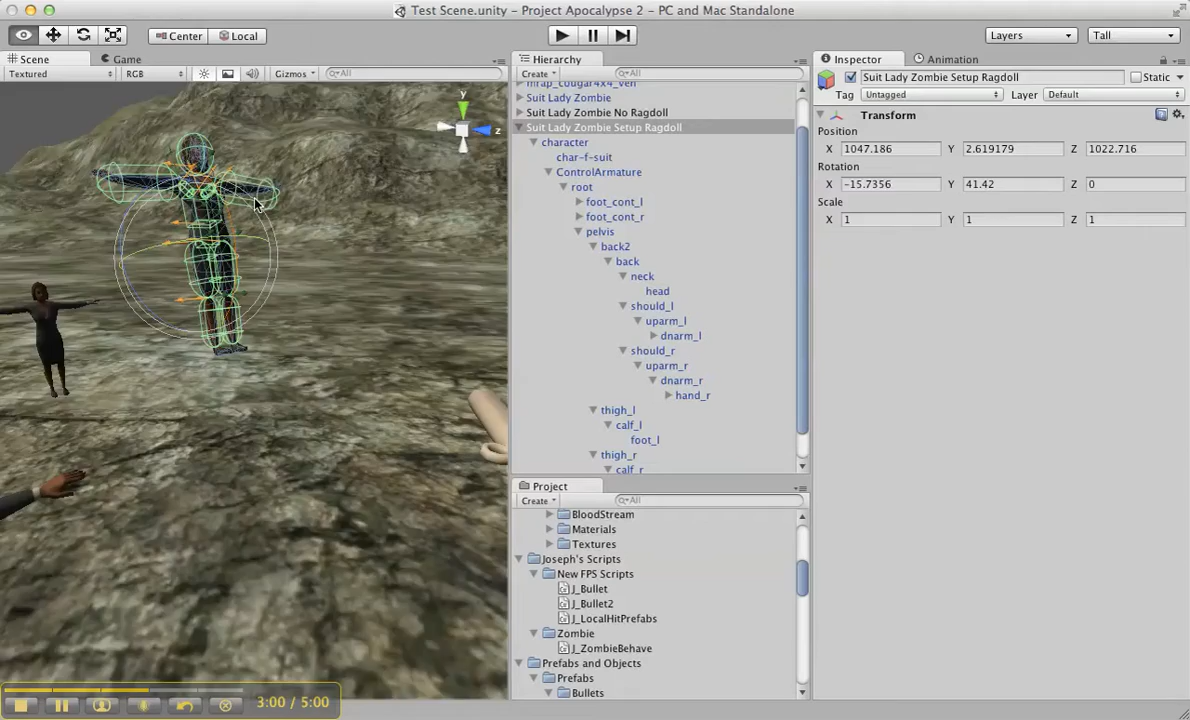 Test Scene.unity - Project Apocalypse 2 - PC and Mac Standalone
Center Local Layers Tall
Scene Game
Textured RGB Gizmos All
y
z
Hierarchy
Create All
mrap_cougar4x4_veh
Suit Lady Zombie
Suit Lady Zombie No Ragdoll
Suit Lady Zombie Setup Ragdoll
character
char-f-suit
ControlArmature
root
foot_cont_l
foot_cont_r
pelvis
back2
back
neck
head
should_l
uparm_l
dnarm_l
should_r
uparm_r
dnarm_r
hand_r
thigh_l
calf_l
foot_l
thigh_r
calf_r
Project
Create All
BloodStream
Materials
Textures
Joseph's Scripts
New FPS Scripts
J_Bullet
J_Bullet2
J_LocalHitPrefabs
Zombie
J_ZombieBehave
Prefabs and Objects
Prefabs
Bullets
Inspector Animation
Suit Lady Zombie Setup Ragdoll Static
Tag Untagged Layer Default
Transform
Position
X 1047.186 Y 2.619179 Z 1022.716
Rotation
X -15.7356 Y 41.42 Z 0
Scale
X 1 Y 1 Z 1
3:00 / 5:00